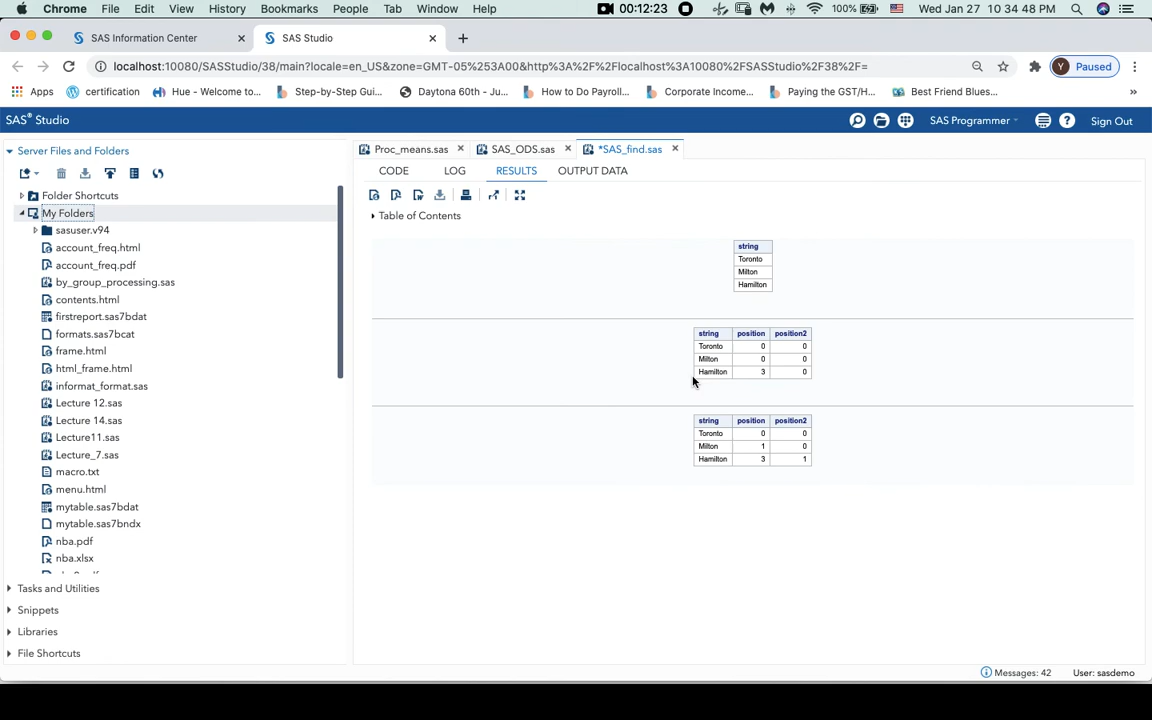 Chrome File Edit View History Bookmarks People Tab Window Help 00:12:23 100% Wed Jan 27 10 34 48 PM
SAS Information Center SAS Studio
localhost:10080/SASStudio/38/main?locale=en_US&zone=GMT-05%253A00&http%3A%2F%2Flocalhost%3A10080%2FSASStudio%2F38%2F= Y Paused
Apps certification Hue - Welcome to... Step-by-Step Gui... Daytona 60th - Ju... How to Do Payroll... Corporate Income... Paying the GST/H... Best Friend Blues... »
SAS® Studio SAS Programmer Sign Out
Server Files and Folders
Folder Shortcuts
My Folders
sasuser.v94
account_freq.html
account_freq.pdf
by_group_processing.sas
contents.html
firstreport.sas7bdat
formats.sas7bcat
frame.html
html_frame.html
informat_format.sas
Lecture 12.sas
Lecture 14.sas
Lecture11.sas
Lecture_7.sas
macro.txt
menu.html
mytable.sas7bdat
mytable.sas7bndx
nba.pdf
nba.xlsx
Tasks and Utilities
Snippets
Libraries
File Shortcuts
Proc_means.sas SAS_ODS.sas *SAS_find.sas
CODE LOG RESULTS OUTPUT DATA
Table of Contents
string
Toronto
Milton
Hamilton
string position position2
Toronto 0 0
Milton 0 0
Hamilton 3 0
string position position2
Toronto 0 0
Milton 1 0
Hamilton 3 1
Messages: 42 User: sasdemo